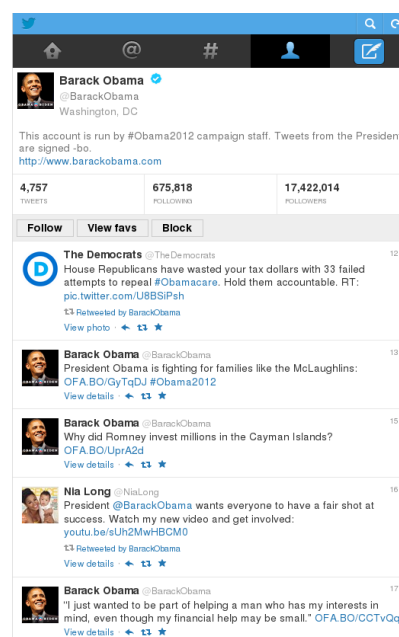 Barack Obama
@BarackObama
Washington, DC
This account is run by #Obama2012 campaign staff. Tweets from the President
are signed -bo.
http://www.barackobama.com
4,757
TWEETS
675,818
FOLLOWING
17,422,014
FOLLOWERS
Follow
View favs
Block
The Democrats @TheDemocrats
12
House Republicans have wasted your tax dollars with 33 failed
attempts to repeal #Obamacare. Hold them accountable. RT:
pic.twitter.com/U8BSiPsh
Retweeted by BarackObama
View photo ·
Barack Obama @BarackObama
13
President Obama is fighting for families like the McLaughlins:
OFA.BO/GyTqDJ #Obama2012
View details ·
Barack Obama @BarackObama
15
Why did Romney invest millions in the Cayman Islands?
OFA.BO/UprA2d
View details ·
Nia Long @NiaLong
16
President @BarackObama wants everyone to have a fair shot at
success. Watch my new video and get involved:
youtu.be/sUh2MwHBCM0
Retweeted by BarackObama
View details ·
Barack Obama @BarackObama
17
"I just wanted to be part of helping a man who has my interests in
mind, even though my financial help may be small." OFA.BO/CCTvQq
View details ·